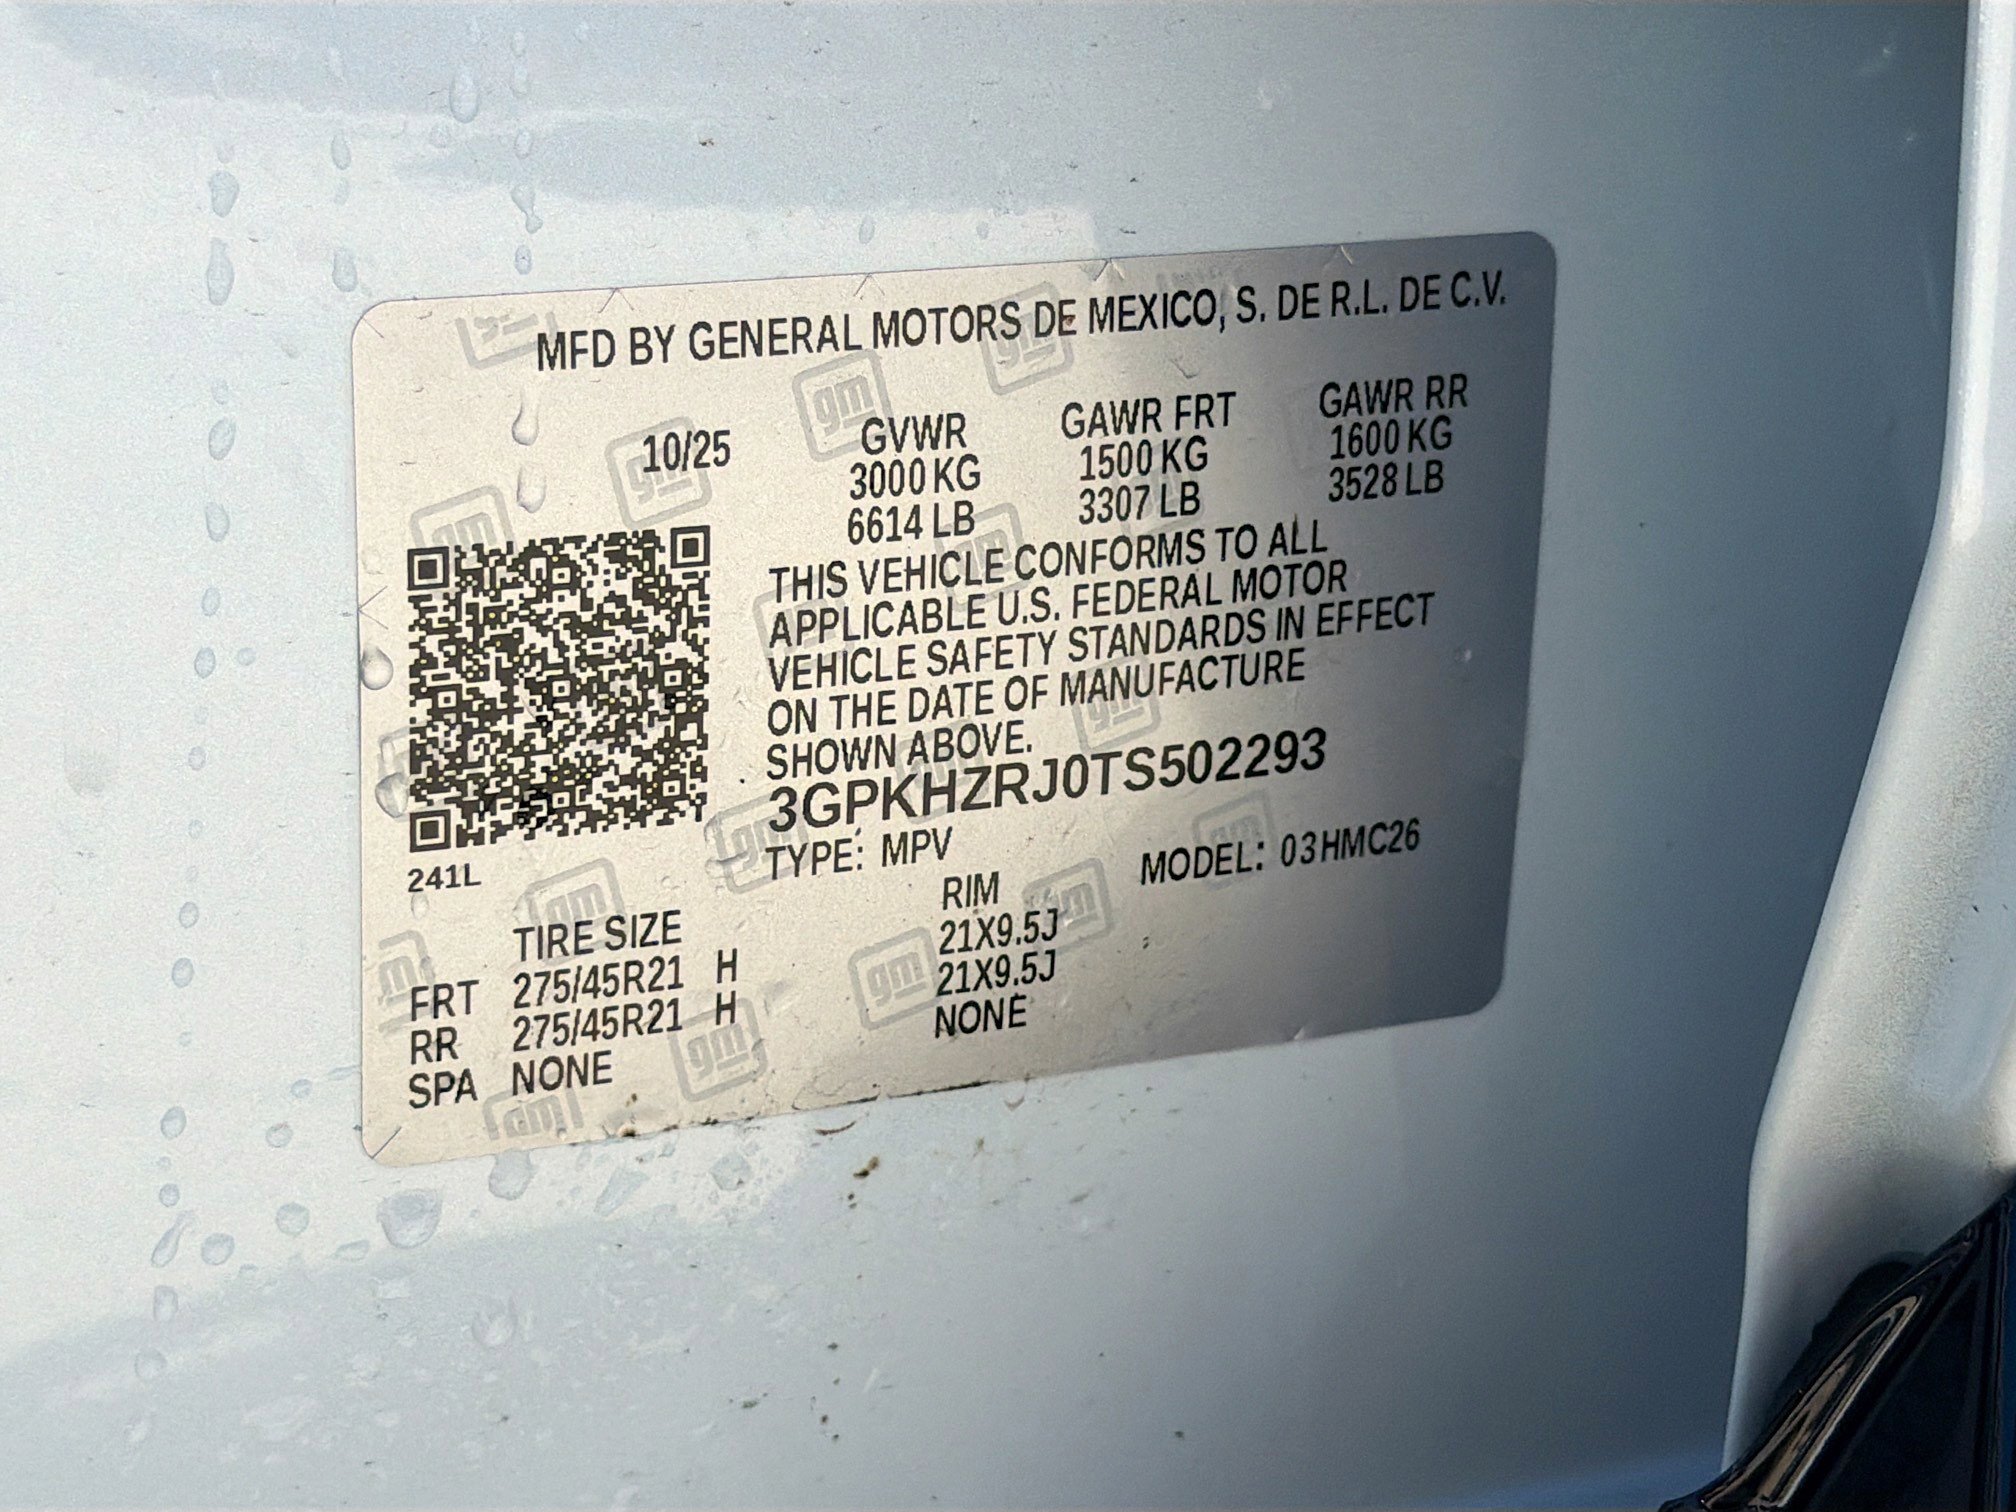 MFD BY GENERAL MOTORS DE MEXICO, S. DE R.L. DE C.V.
10/25 GVWR GAWR FRT GAWR RR
3000 KG 1500 KG 1600 KG
6614 LB 3307 LB 3528 LB
THIS VEHICLE CONFORMS TO ALL
APPLICABLE U.S. FEDERAL MOTOR
VEHICLE SAFETY STANDARDS IN EFFECT
ON THE DATE OF MANUFACTURE
SHOWN ABOVE.
3GPKHZRJ0TS502293
TYPE: MPV MODEL: 03HMC26
241L
TIRE SIZE RIM
FRT 275/45R21 H 21X9.5J
RR 275/45R21 H 21X9.5J
SPA NONE NONE